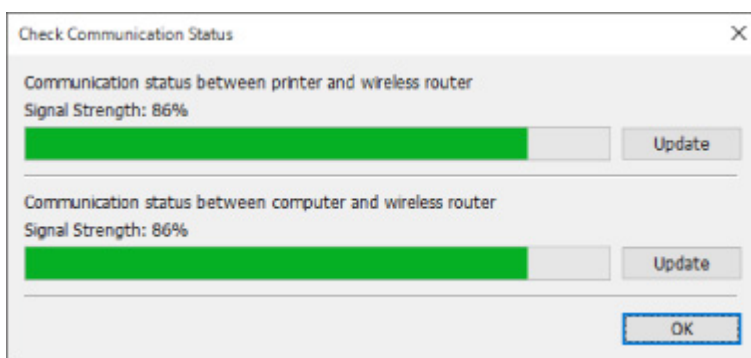 Check Communication Status
Communication status between printer and wireless router
Signal Strength: 86%
Update
Communication status between computer and wireless router
Signal Strength: 86%
Update
OK